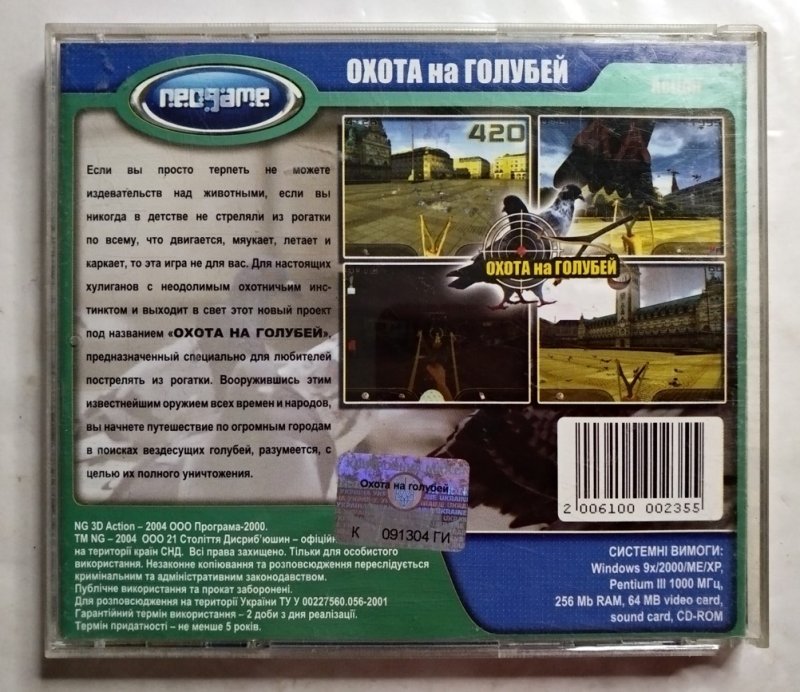 ОХОТА на ГОЛУБЕЙ
neogame
Если вы просто терпеть не можете
издевательств над животными, если вы
никогда в детстве не стреляли из рогатки
по всему, что двигается, мяукает, летает и
каркает, то эта игра не для вас. Для настоящих
хулиганов с неодолимым охотничьим инс-
тинктом и выходит в свет этот новый проект
под названием «ОХОТА НА ГОЛУБЕЙ»,
предназначенный специально для любителей
пострелять из рогатки. Вооружившись этим
известнейшим оружием всех времен и народов,
вы начнете путешествие по огромным городам
в поисках вездесущих голубей, разумеется, с
целью их полного уничтожения.
420
ОХОТА на ГОЛУБЕЙ
Охота на голубей
УКРАЇНА UKRAINE
К 091304 ГИ
2 006100 002355
NG 3D Action – 2004 ООО Програма-2000.
TM NG – 2004 ООО 21 Століття Дисриб'юшин – офіцій
на території країн СНД. Всі права захищено. Тільки для особистого
використання. Незаконне копіювання та розповсюдження переслідується
кримінальним та адміністративним законодавством.
Публічне використання та прокат заборонені.
Для розповсюдження на території України ТУ У 00227560.056-2001
Гарантійний термін використання – 2 доби з дня реалізації.
Термін придатності – не менше 5 років.
СИСТЕМНІ ВИМОГИ:
Windows 9x/2000/ME/XP,
Pentium III 1000 МГц,
256 Mb RAM, 64 MB video card,
sound card, CD-ROM